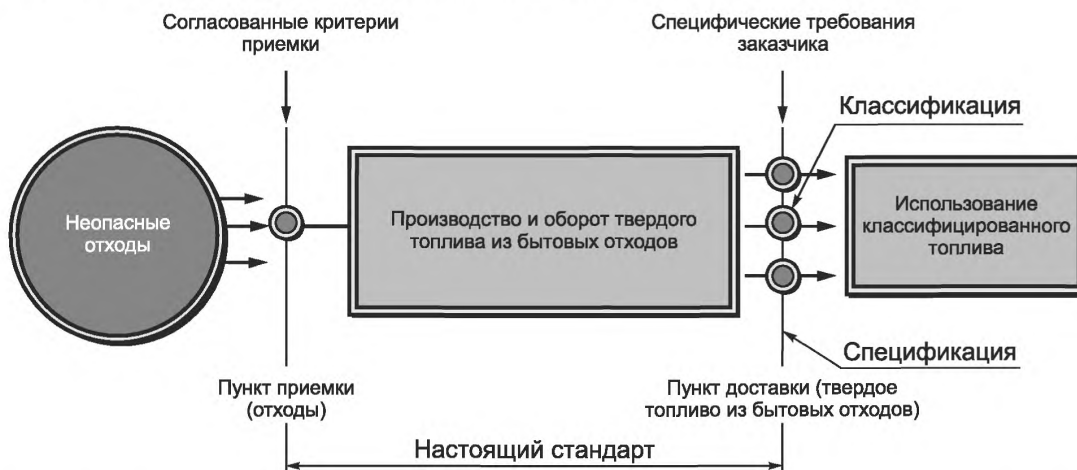 Согласованные критерии
приемки
Специфические требования
заказчика
Классификация
Неопасные
отходы
Производство и оборот твердого
топлива из бытовых отходов
Использование
классифицированного
топлива
Спецификация
Пункт приемки
(отходы)
Пункт доставки (твердое
топливо из бытовых отходов)
Настоящий стандарт